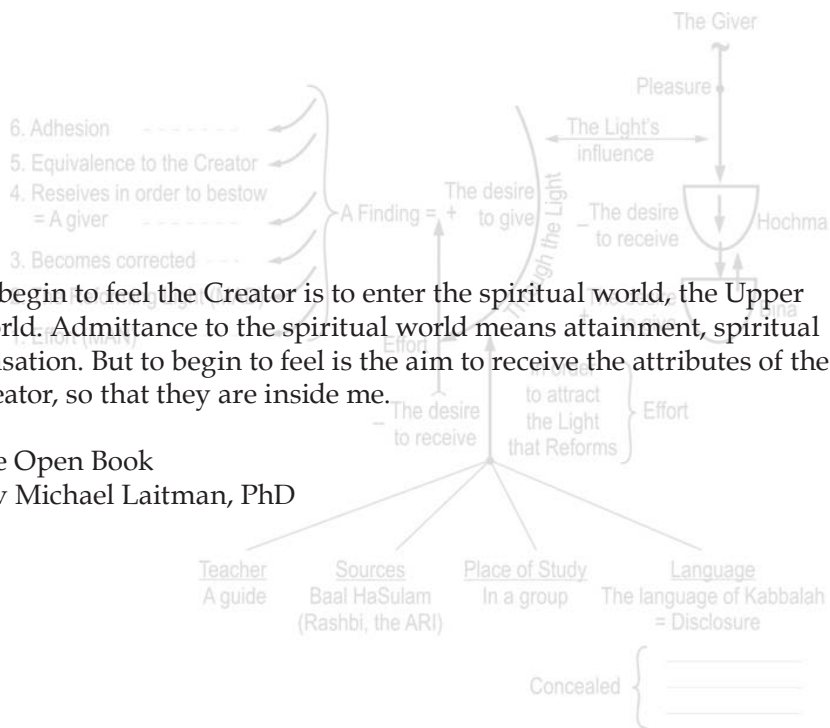 The Giver
Pleasure
6. Adhesion
5. Equivalence to the Creator
4. Reseives in order to bestow
= A giver
3. Becomes corrected
1. Effort (MAN)
A Finding = +
The desire
to give
Through the Light
The Light's
influence
– The desire
to receive
Hochma
begin to feel the Creator is to enter the spiritual world, the Upper
rld. Admittance to the spiritual world means attainment, spiritual
nsation. But to begin to feel is the aim to receive the attributes of the
eator, so that they are inside me.
Effort
– The desire
to receive
to attract
the Light
that Reforms
Effort
e Open Book
y Michael Laitman, PhD
Teacher
A guide
Sources
Baal HaSulam
(Rashbi, the ARI)
Place of Study
In a group
Language
The language of Kabbalah
= Disclosure
Concealed